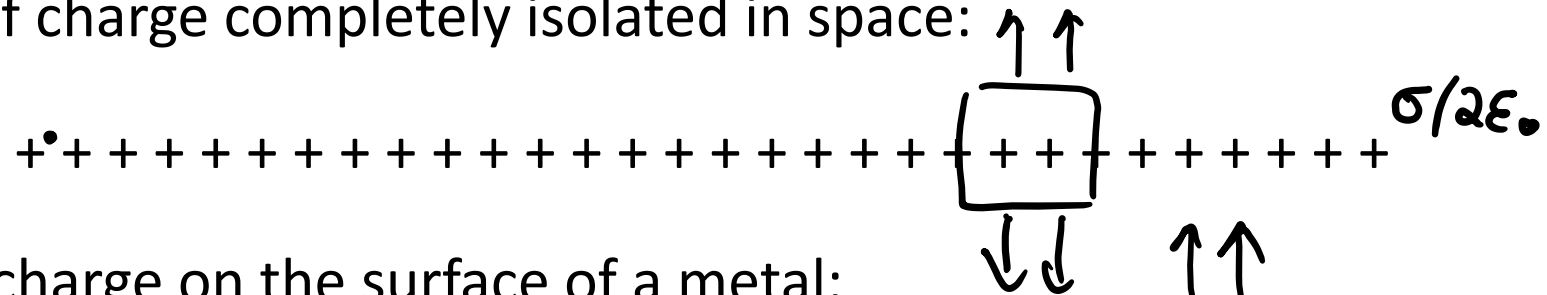 f charge completely isolated in space:
σ/2ε₀
+ + + + + + + + + + + + + + + + + + + + + + + + + + + + + +
charge on the surface of a metal: